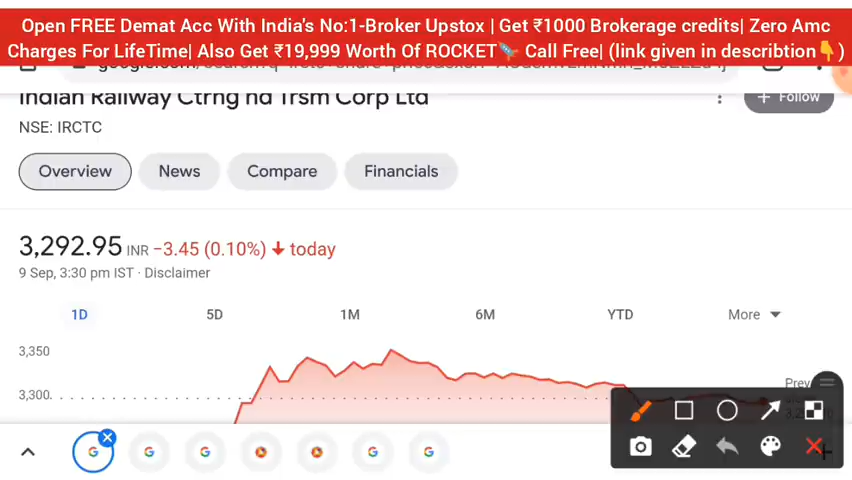 Open FREE Demat Acc With India's No:1-Broker Upstox | Get ₹1000 Brokerage credits| Zero Amc
Charges For LifeTime| Also Get ₹19,999 Worth Of ROCKET🚀 Call Free| (link given in describtion👇)
Indian Railway Ctrng nd Trsm Corp Ltd
+ Follow
NSE: IRCTC
Overview News Compare Financials
3,292.95 INR −3.45 (0.10%) ↓ today
9 Sep, 3:30 pm IST · Disclaimer
1D 5D 1M 6M YTD More
3,350
3,300
Prev